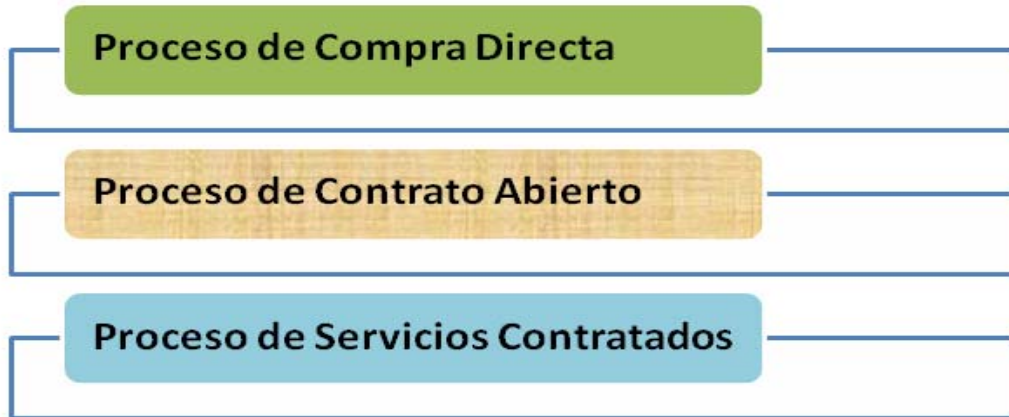 Proceso de Compra Directa
Proceso de Contrato Abierto
Proceso de Servicios Contratados